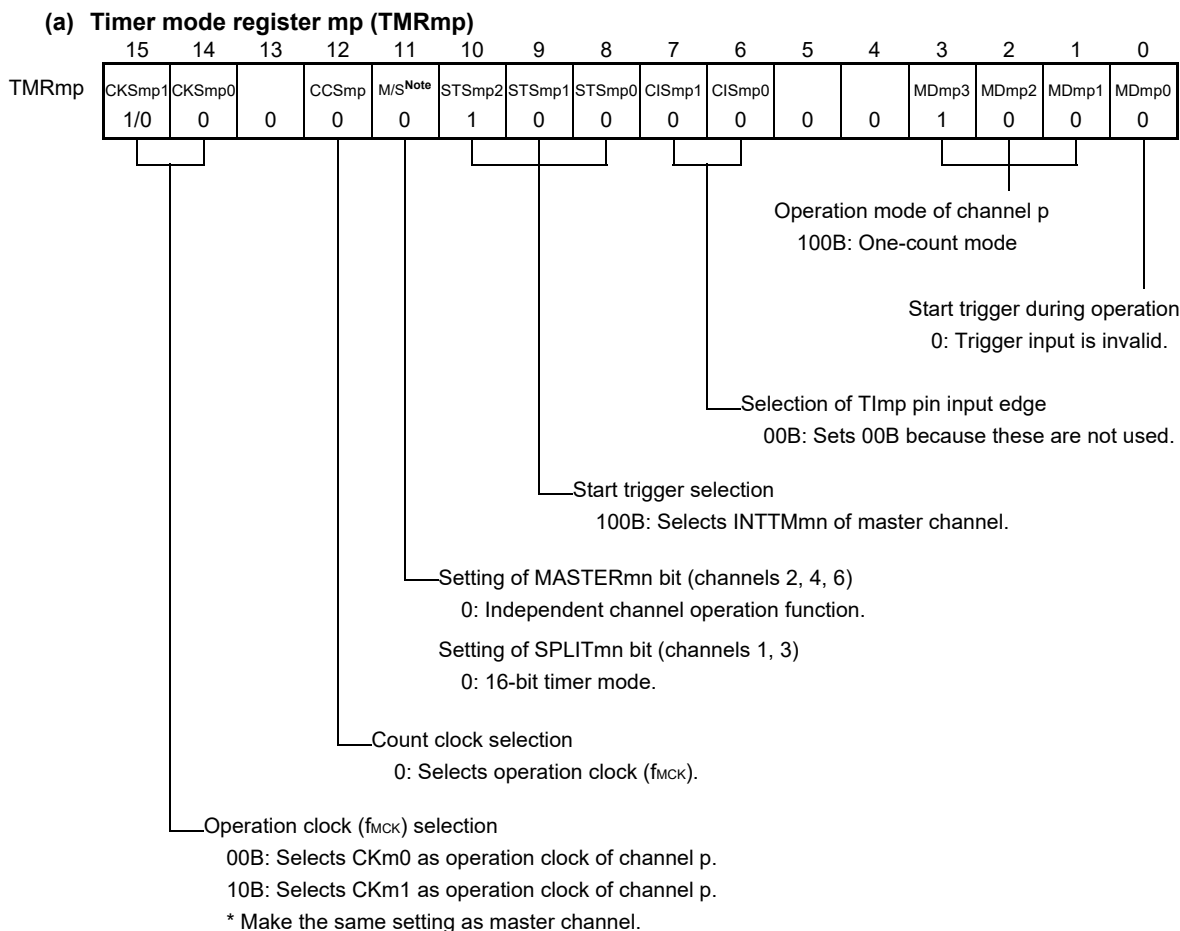 (a) Timer mode register mp (TMRmp)
15 14 13 12 11 10 9 8 7 6 5 4 3 2 1 0
TMRmp CKSmp1 CKSmp0 CCSmp M/SNote STSmp2 STSmp1 STSmp0 CISmp1 CISmp0 MDmp3 MDmp2 MDmp1 MDmp0
1/0 0 0 0 0 1 0 0 0 0 0 0 1 0 0 0
Operation mode of channel p
100B: One-count mode
Start trigger during operation
0: Trigger input is invalid.
Selection of TImp pin input edge
00B: Sets 00B because these are not used.
Start trigger selection
100B: Selects INTTMmn of master channel.
Setting of MASTERmn bit (channels 2, 4, 6)
0: Independent channel operation function.
Setting of SPLITmn bit (channels 1, 3)
0: 16-bit timer mode.
Count clock selection
0: Selects operation clock (fMCK).
Operation clock (fMCK) selection
00B: Selects CKm0 as operation clock of channel p.
10B: Selects CKm1 as operation clock of channel p.
* Make the same setting as master channel.